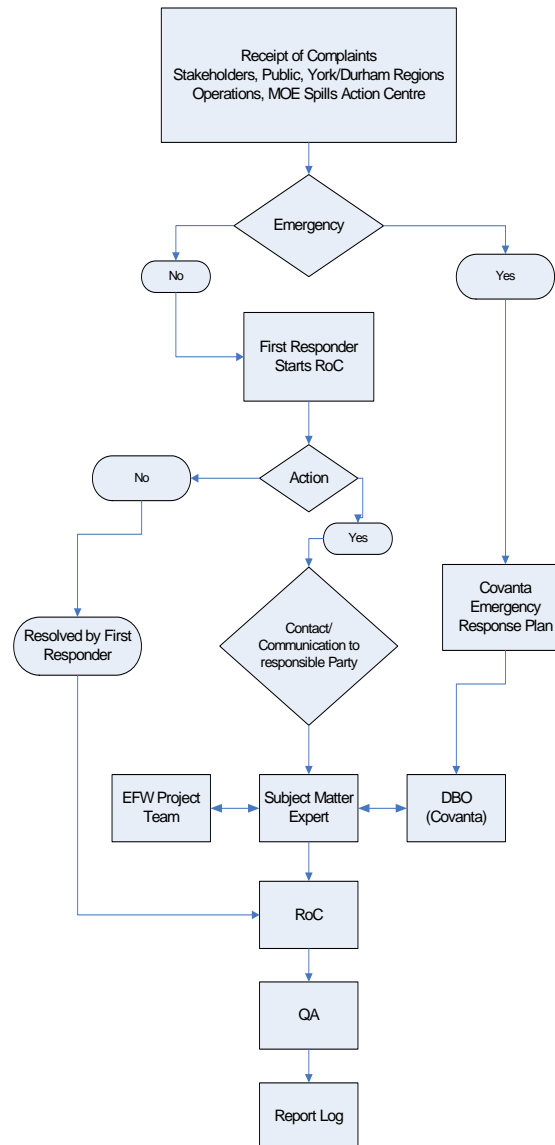 Receipt of Complaints
Stakeholders, Public, York/Durham Regions
Operations, MOE Spills Action Centre
Emergency
No
Yes
First Responder
Starts RoC
Action
No
Yes
Covanta
Emergency
Response Plan
Resolved by First
Responder
Contact/
Communication to
responsible Party
EFW Project
Team
Subject Matter
Expert
DBO
(Covanta)
RoC
QA
Report Log